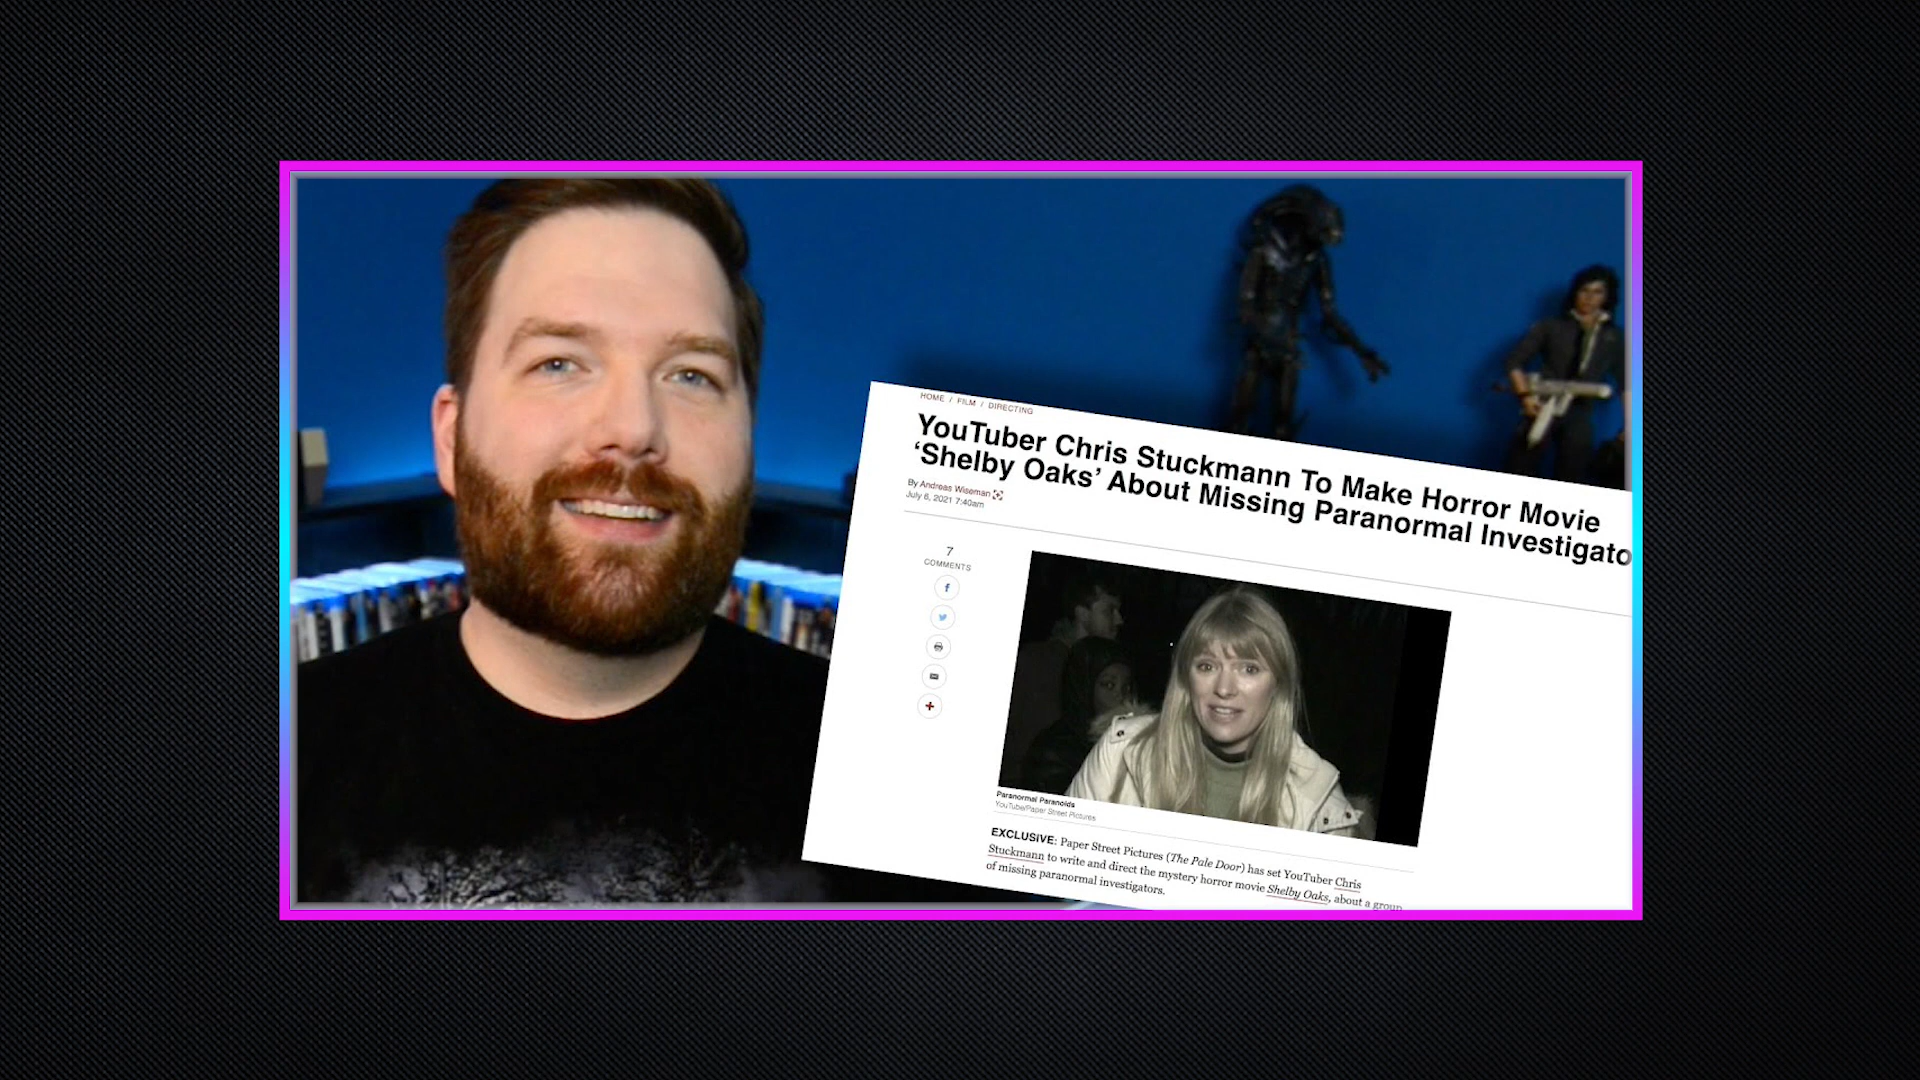 HOME / FILM / DIRECTING
YouTuber Chris Stuckmann To Make Horror Movie
‘Shelby Oaks’ About Missing Paranormal Investigato
By Andreas Wiseman
July 6, 2021 7:40am
7
COMMENTS
f
Paranormal Paranoids
YouTube/Paper Street Pictures
EXCLUSIVE: Paper Street Pictures (The Pale Door) has set YouTuber Chris
Stuckmann to write and direct the mystery horror movie Shelby Oaks, about a group
of missing paranormal investigators.